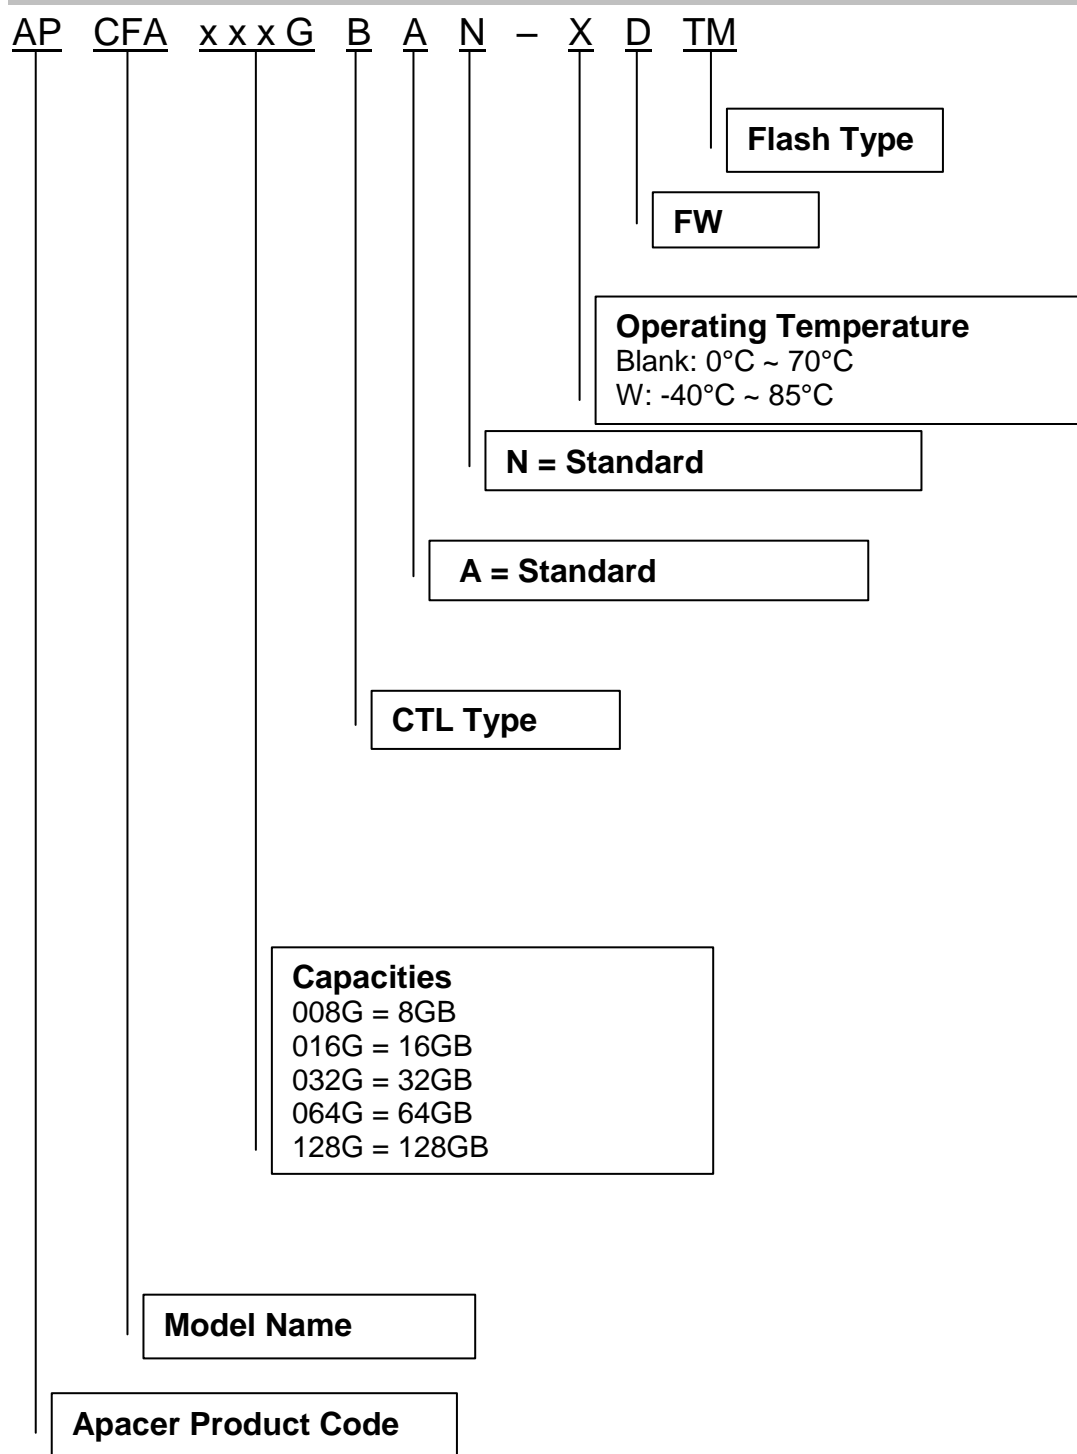 AP CFA x x x G B A N – X D TM
Flash Type
FW
Operating Temperature
Blank: 0°C ~ 70°C
W: -40°C ~ 85°C
N = Standard
A = Standard
CTL Type
Capacities
008G = 8GB
016G = 16GB
032G = 32GB
064G = 64GB
128G = 128GB
Model Name
Apacer Product Code